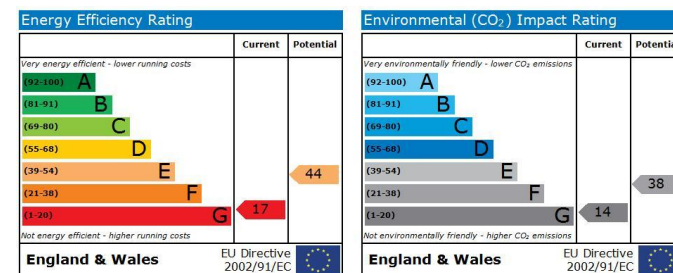 Energy Efficiency Rating
Current Potential
Very energy efficient - lower running costs
(92-100) A
(81-91) B
(69-80) C
(55-68) D
(39-54) E
44
(21-38) F
(1-20) G
17
Not energy efficient - higher running costs
England & Wales
EU Directive
2002/91/EC
Environmental (CO₂) Impact Rating
Current Potentia
Very environmentally friendly - lower CO₂ emissions
(92-100) A
(81-91) B
(69-80) C
(55-68) D
(39-54) E
(21-38) F
38
(1-20) G
14
Not environmentally friendly - higher CO₂ emissions
England & Wales
EU Directive
2002/91/EC